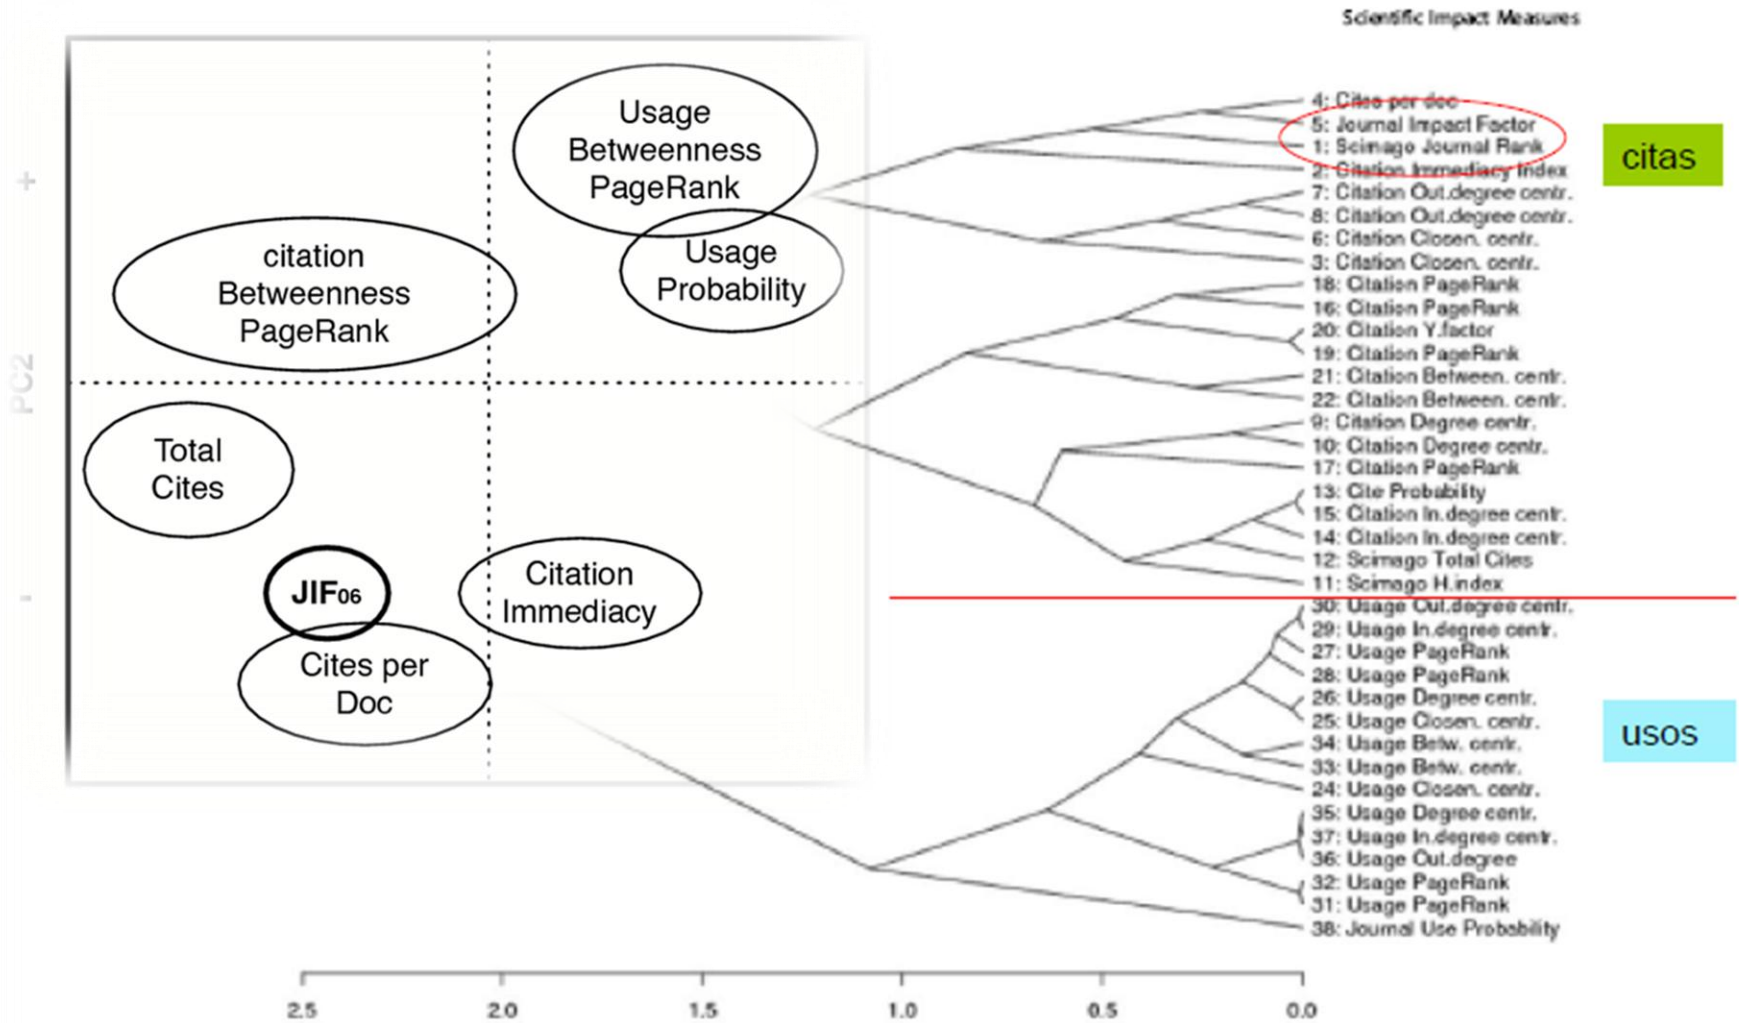 Scientific Impact Measures
+
PC2
-
Usage
Betweenness
PageRank
Usage
Probability
citation
Betweenness
PageRank
Total
Cites
JIF06
Citation
Immediacy
Cites per
Doc
4: Cites per doc
5: Journal Impact Factor
1: Scimago Journal Rank
2: Citation Immediacy Index
7: Citation Out.degree centr.
8: Citation Out.degree centr.
6: Citation Closen. centr.
3: Citation Closen. centr.
18: Citation PageRank
16: Citation PageRank
20: Citation Y.factor
19: Citation PageRank
21: Citation Between. centr.
22: Citation Between. centr.
9: Citation Degree centr.
10: Citation Degree centr.
17: Citation PageRank
13: Cite Probability
15: Citation In.degree centr.
14: Citation In.degree centr.
12: Scimago Total Cites
11: Scimago H.index
30: Usage Out.degree centr.
29: Usage In.degree centr.
27: Usage PageRank
28: Usage PageRank
26: Usage Degree centr.
25: Usage Closen. centr.
34: Usage Betw. centr.
33: Usage Betw. centr.
24: Usage Closen. centr.
35: Usage Degree centr.
37: Usage In.degree centr.
36: Usage Out.degree
32: Usage PageRank
31: Usage PageRank
38: Journal Use Probability
citas
usos
2.5 2.0 1.5 1.0 0.5 0.0